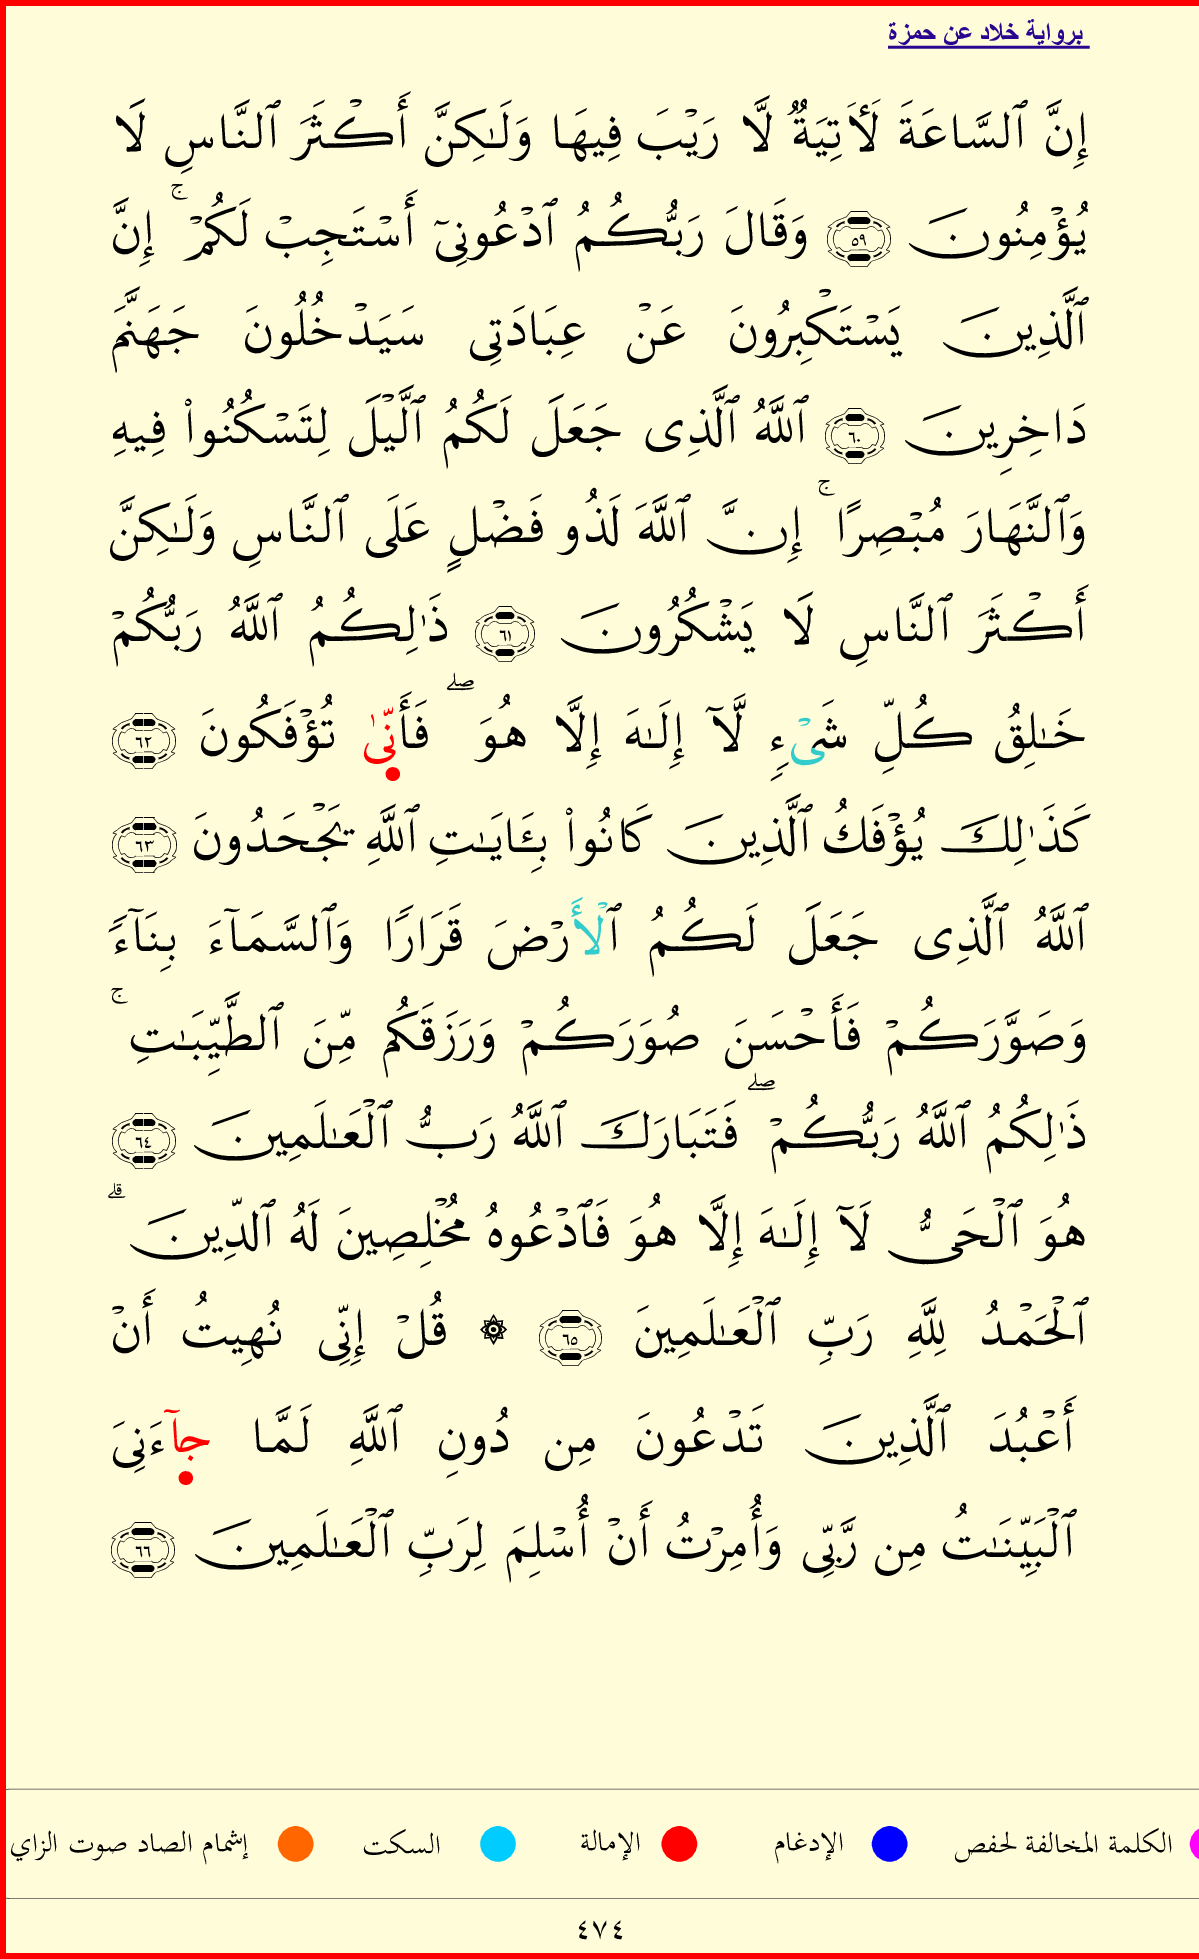 برواية خلاد عن حمزة
إِنَّ ٱلسَّاعَةَ لَأٓتِيَةٌ لَّا رَيْبَ فِيهَا وَلَٰكِنَّ أَكْثَرَ ٱلنَّاسِ لَا
يُؤْمِنُونَ ٥٩ وَقَالَ رَبُّكُمُ ٱدْعُونِىٓ أَسْتَجِبْ لَكُمْ ۚ إِنَّ
ٱلَّذِينَ يَسْتَكْبِرُونَ عَنْ عِبَادَتِى سَيَدْخُلُونَ جَهَنَّمَ
دَاخِرِينَ ٦٠ ٱللَّهُ ٱلَّذِى جَعَلَ لَكُمُ ٱلَّيْلَ لِتَسْكُنُوا۟ فِيهِ
وَٱلنَّهَارَ مُبْصِرًا ۚ إِنَّ ٱللَّهَ لَذُو فَضْلٍ عَلَى ٱلنَّاسِ وَلَٰكِنَّ
أَكْثَرَ ٱلنَّاسِ لَا يَشْكُرُونَ ٦١ ذَٰلِكُمُ ٱللَّهُ رَبُّكُمْ
خَٰلِقُ كُلِّ شَىْءٍ لَّآ إِلَٰهَ إِلَّا هُوَ ۖ فَأَنَّىٰ تُؤْفَكُونَ ٦٢
كَذَٰلِكَ يُؤْفَكُ ٱلَّذِينَ كَانُوا۟ بِـَٔايَٰتِ ٱللَّهِ يَجْحَدُونَ ٦٣
ٱللَّهُ ٱلَّذِى جَعَلَ لَكُمُ ٱلْأَرْضَ قَرَارًا وَٱلسَّمَآءَ بِنَآءً
وَصَوَّرَكُمْ فَأَحْسَنَ صُوَرَكُمْ وَرَزَقَكُم مِّنَ ٱلطَّيِّبَٰتِ ۚ
ذَٰلِكُمُ ٱللَّهُ رَبُّكُمْ ۖ فَتَبَارَكَ ٱللَّهُ رَبُّ ٱلْعَٰلَمِينَ ٦٤
هُوَ ٱلْحَىُّ لَآ إِلَٰهَ إِلَّا هُوَ فَٱدْعُوهُ مُخْلِصِينَ لَهُ ٱلدِّينَ ۗ
ٱلْحَمْدُ لِلَّهِ رَبِّ ٱلْعَٰلَمِينَ ٦٥ ۞ قُلْ إِنِّى نُهِيتُ أَنْ
أَعْبُدَ ٱلَّذِينَ تَدْعُونَ مِن دُونِ ٱللَّهِ لَمَّا جَآءَنِىَ
ٱلْبَيِّنَٰتُ مِن رَّبِّى وَأُمِرْتُ أَنْ أُسْلِمَ لِرَبِّ ٱلْعَٰلَمِينَ ٦٦
الكلمة المخالفة لحفص الإدغام الإمالة السكت إشمام الصاد صوت الزاي
٤٧٤